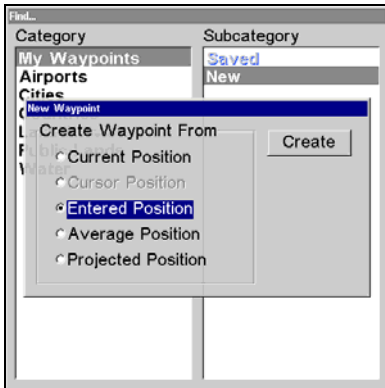 Find...
Category Subcategory
My Waypoints Saved
Airports New
Cities
New Waypoint
Create Waypoint From
Create
Current Position
Cursor Position
Entered Position
Average Position
Projected Position
Water